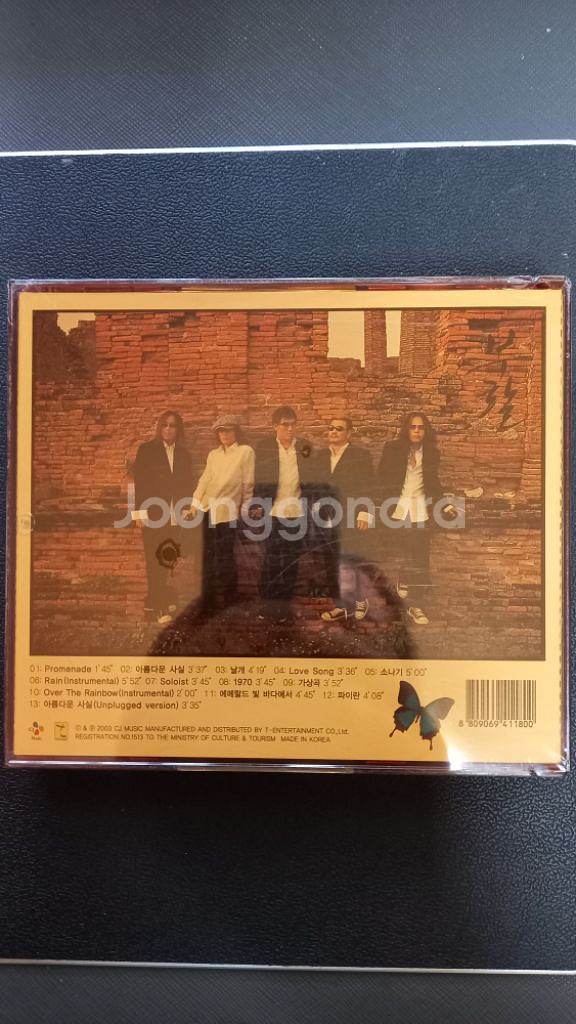 부활
Joonggonara
01: Promenade 1´45˝ 02: 아름다운 사실 3´37˝ 03: 날개 4´19˝ 04: Love Song 3´36˝ 05: 소나기 5´00˝
06: Rain(Instrumental) 5´52˝ 07: Soloist 3´45˝ 08: 1970 3´45˝ 09: 가상곡 3´52˝
10: Over The Rainbow(Instrumental) 2´00˝ 11: 에메랄드 빛 바다에서 4´45˝ 12: 파이란 4´08˝
13: 아름다운 사실(Unplugged version) 3´35˝
© & ℗ 2003 CJ MUSIC MANUFACTURED AND DISTRIBUTED BY T-ENTERTAINMENT CO.,Ltd.
REGISTRATION NO.1513 TO THE MINISTRY OF CULTURE & TOURISM MADE IN KOREA
8 809069 411800